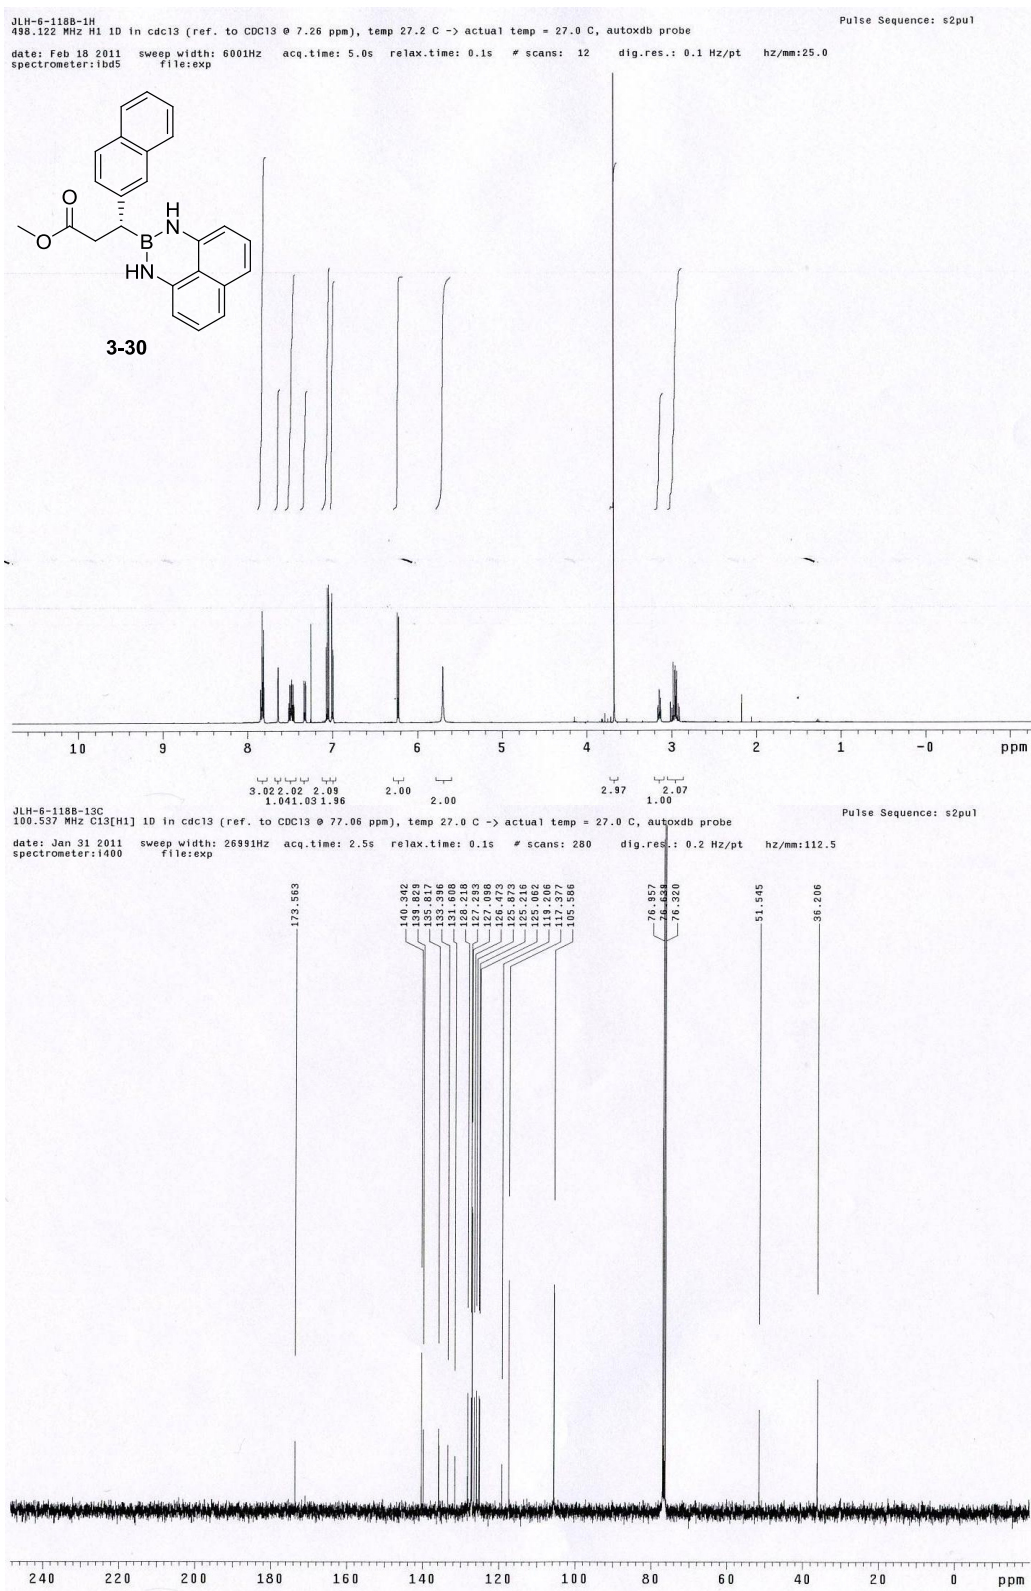 JLH-6-118B-1H
Pulse Sequence: s2pul
498.122 MHz H1 1D in cdcl3 (ref. to CDCl3 @ 7.26 ppm), temp 27.2 C -> actual temp = 27.0 C, autoxdb probe
date: Feb 18 2011 sweep width: 6001Hz acq.time: 5.0s relax.time: 0.1s # scans: 12 dig.res.: 0.1 Hz/pt hz/mm:25.0
spectrometer:ibd5 file:exp
O
O
H
N
B
HN
3-30
10 9 8 7 6 5 4 3 2 1 -0 ppm
3.02 2.02 2.09 2.00 2.00 2.97 2.07
1.04 1.03 1.96 1.00
JLH-6-118B-13C
Pulse Sequence: s2pul
100.537 MHz C13[H1] 1D in cdcl3 (ref. to CDCl3 @ 77.06 ppm), temp 27.0 C -> actual temp = 27.0 C, autoxdb probe
date: Jan 31 2011 sweep width: 26991Hz acq.time: 2.5s relax.time: 0.1s # scans: 280 dig.res.: 0.2 Hz/pt hz/mm:112.5
spectrometer:i400 file:exp
173.563
140.342
139.829
135.817
133.396
131.608
128.218
127.293
127.098
126.473
125.873
125.216
125.062
119.206
117.377
105.586
76.957
76.639
76.320
51.545
36.206
240 220 200 180 160 140 120 100 80 60 40 20 0 ppm